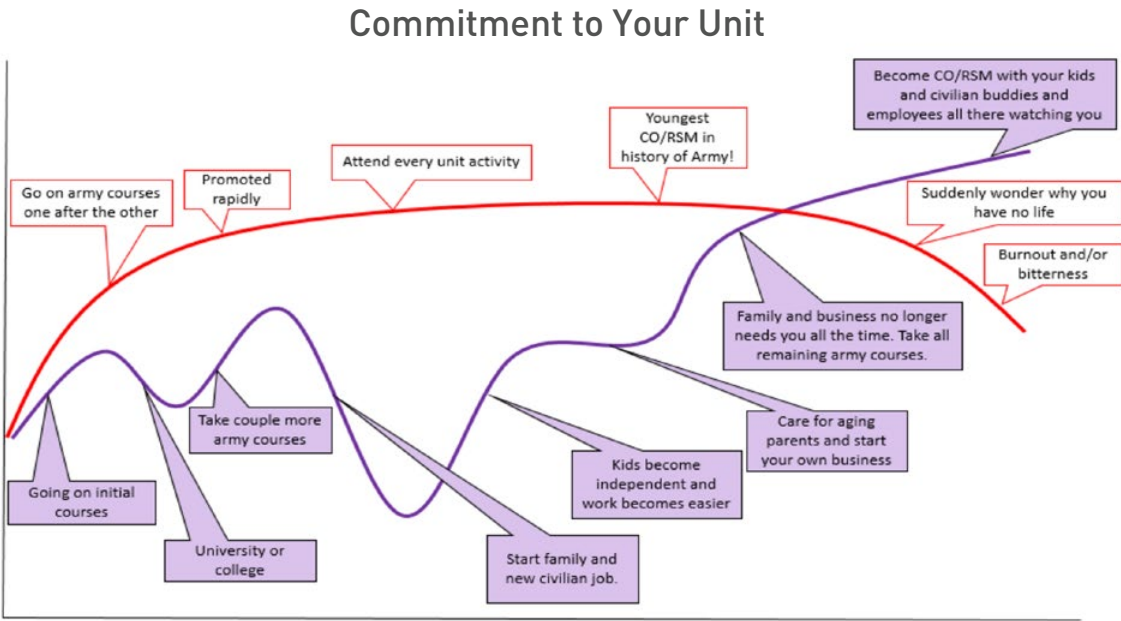 Commitment to Your Unit
Become CO/RSM with your kids
and civilian buddies and
employees all there watching you
Youngest
CO/RSM in
history of Army!
Attend every unit activity
Promoted
rapidly
Go on army courses
one after the other
Suddenly wonder why you
have no life
Burnout and/or
bitterness
Family and business no longer
needs you all the time. Take all
remaining army courses.
Take couple more
army courses
Care for aging
parents and start
your own business
Kids become
independent and
work becomes easier
Going on initial
courses
University or
college
Start family and
new civilian job.